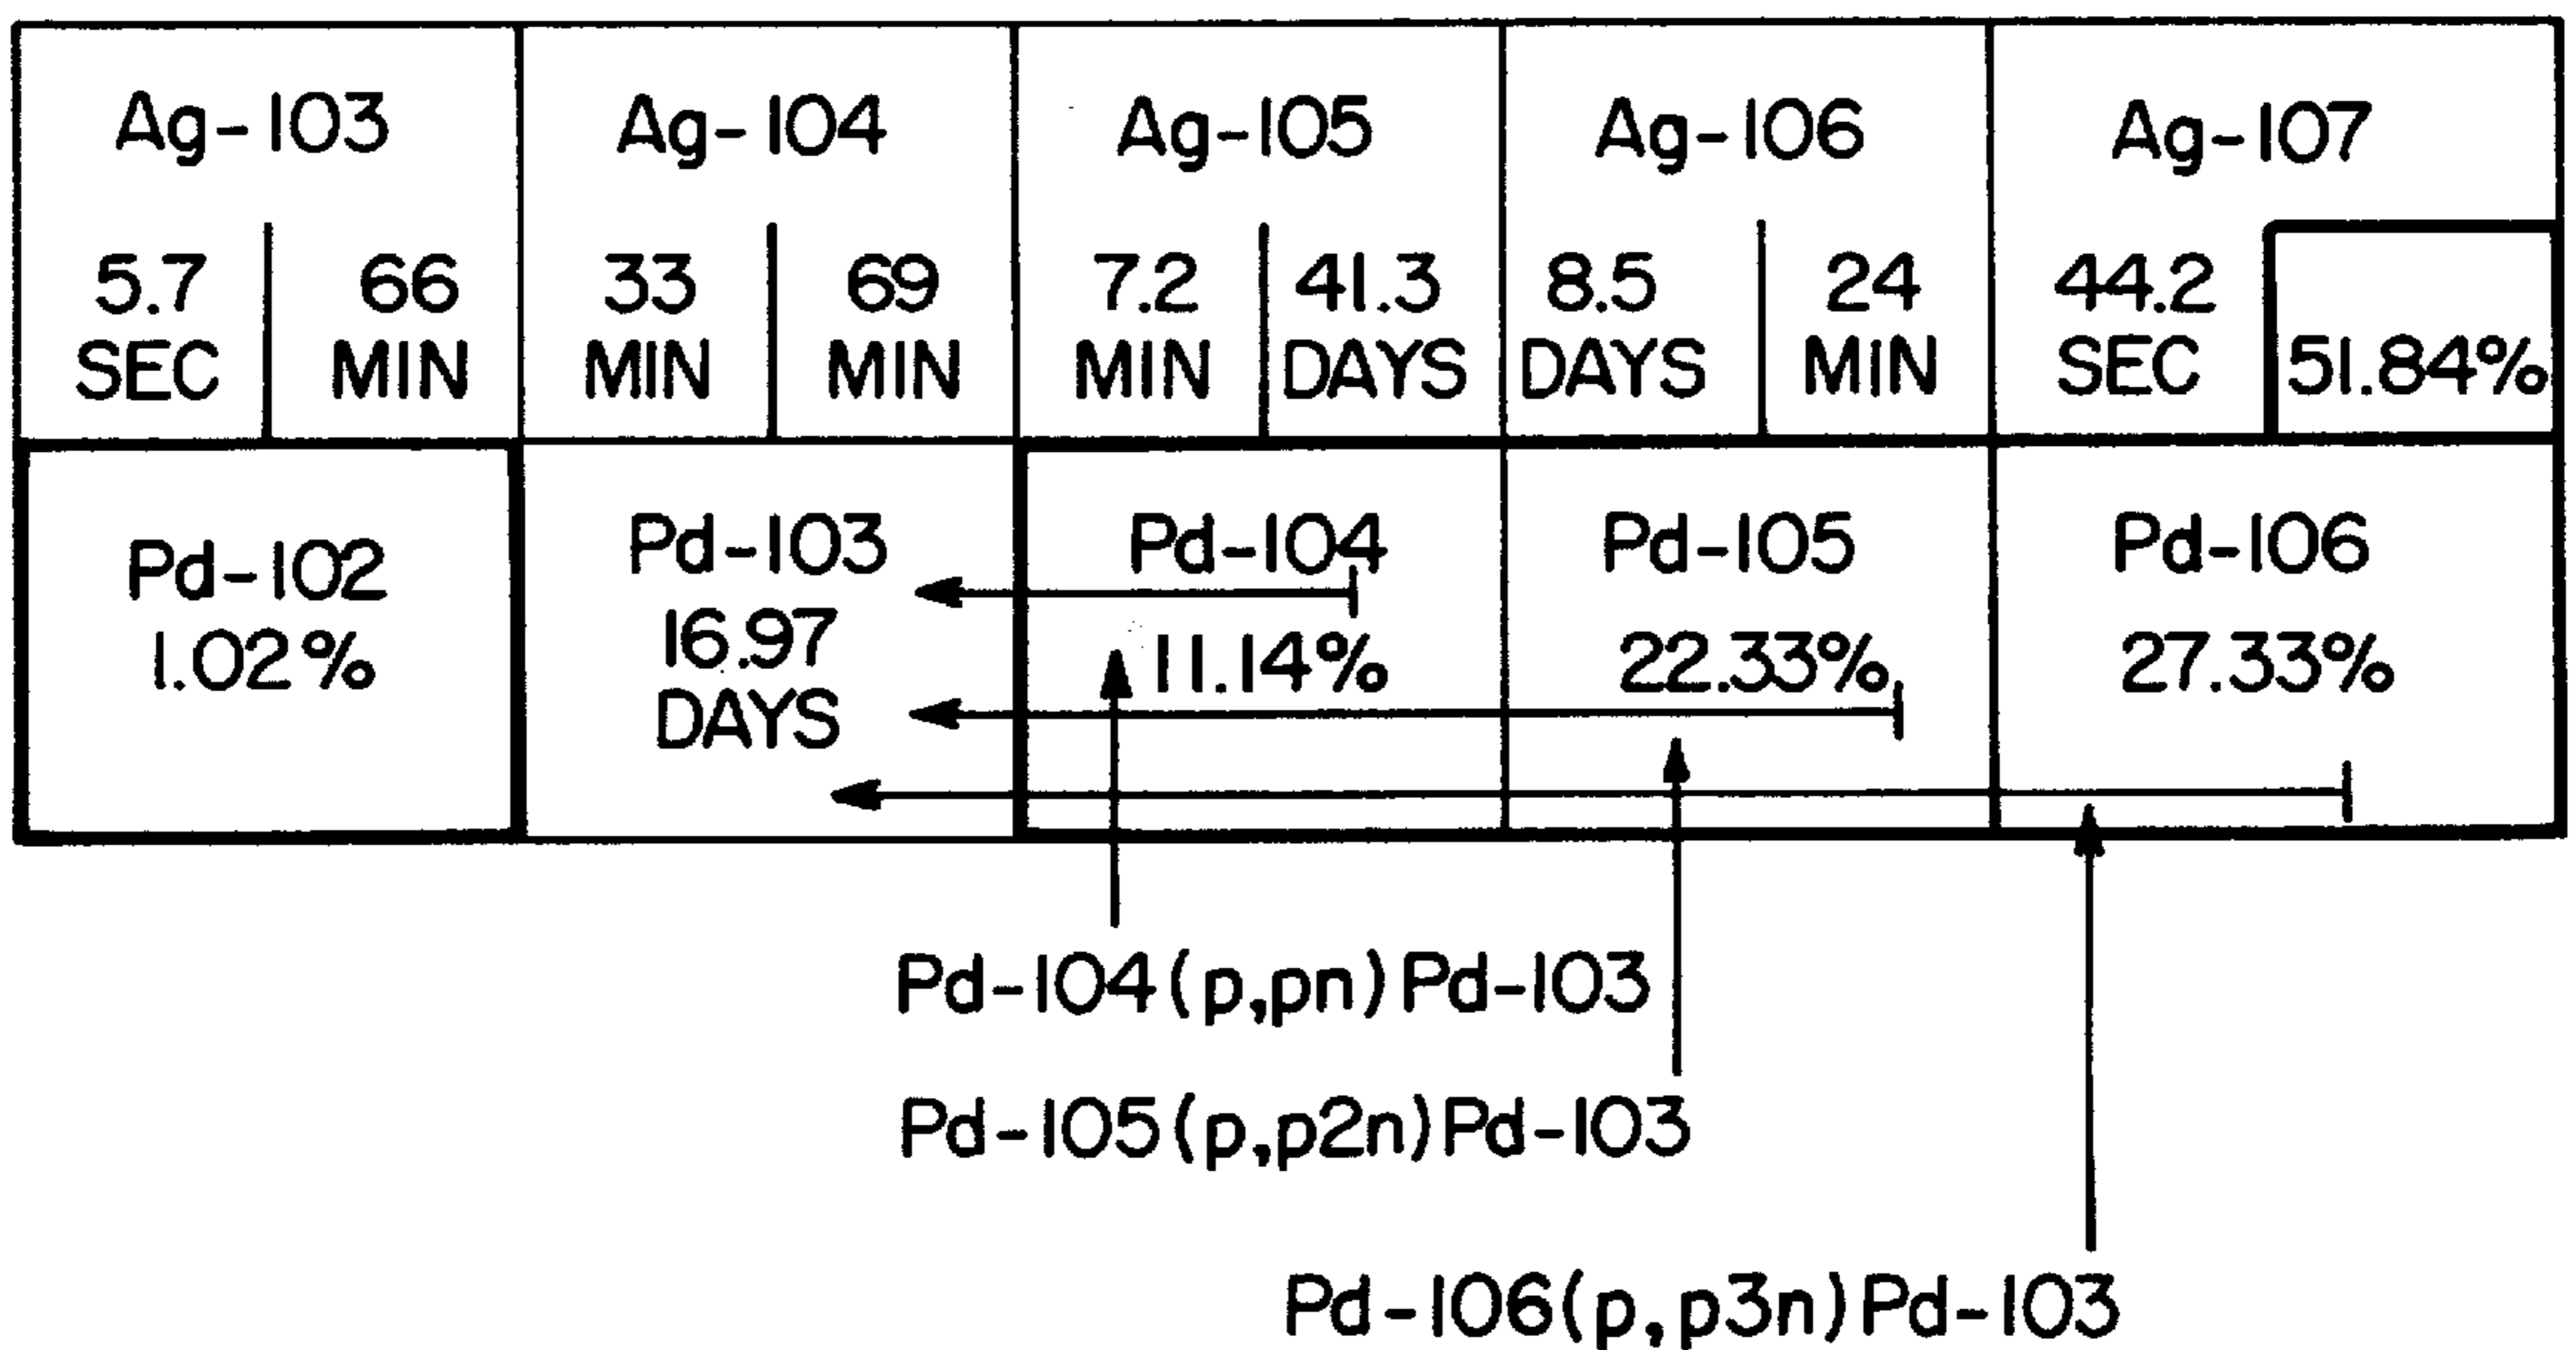 Ag-103
5.7 SEC
66 MIN
Ag-104
33 MIN
69 MIN
Ag-105
7.2 MIN
41.3 DAYS
Ag-106
8.5 DAYS
24 MIN
Ag-107
44.2 SEC
51.84%
Pd-102
1.02%
Pd-103
16.97
DAYS
Pd-104
11.14%
Pd-105
22.33%
Pd-106
27.33%
Pd-104(p,pn)Pd-103
Pd-105(p,p2n)Pd-103
Pd-106(p,p3n)Pd-103